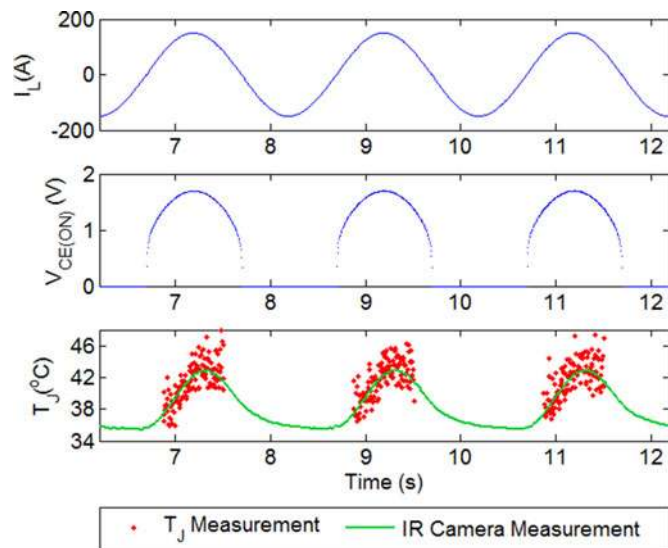 200
0
-200
I_L(A)
7 8 9 10 11 12
2
1
0
V_CE(ON) (V)
7 8 9 10 11 12
46
42
38
34
T_J(°C)
7 8 9 10 11 12
Time (s)
T_J Measurement IR Camera Measurement